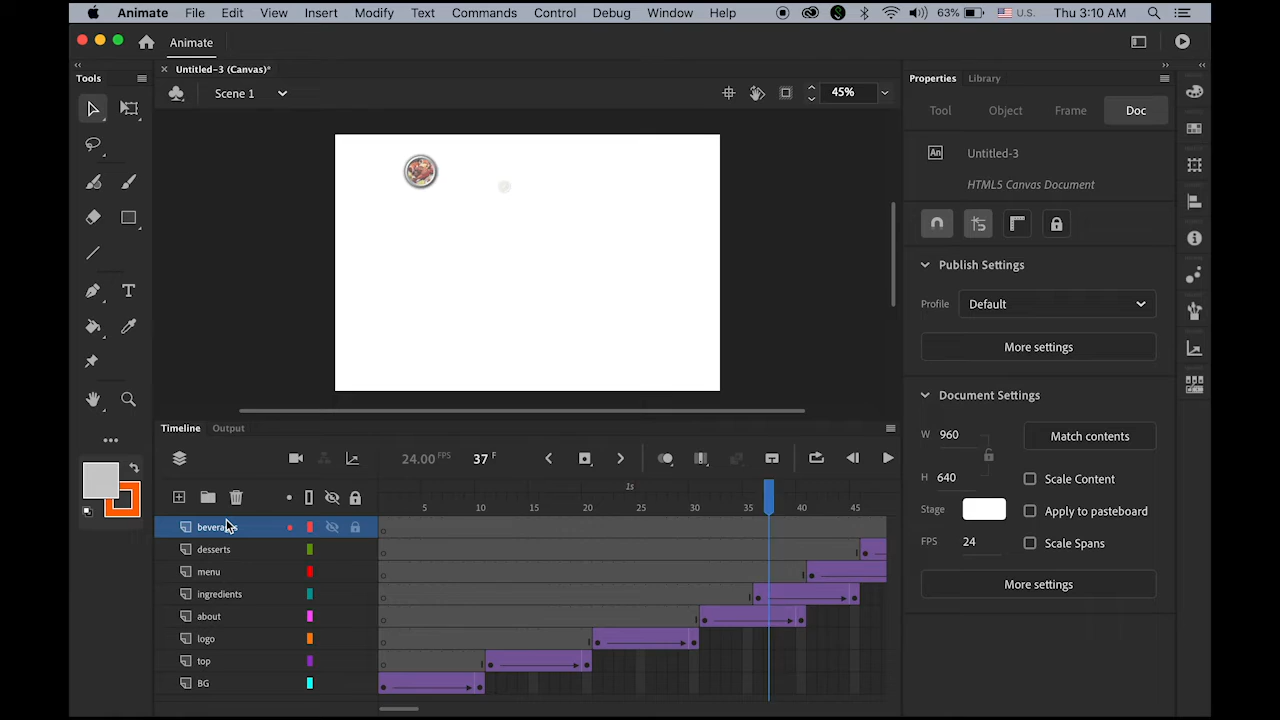 Animate File Edit View Insert Modify Text Commands Control Debug Window Help 63% U.S. Thu 3:10 AM
Animate
Tools
Untitled-3 (Canvas)*
Scene 1
45%
Properties Library
Tool Object Frame Doc
An Untitled-3
HTML5 Canvas Document
Publish Settings
Profile Default
More settings
Document Settings
W 960 Match contents
H 640 Scale Content
Stage Apply to pasteboard
FPS 24 Scale Spans
More settings
Timeline Output
24.00 FPS 37 F
1s
5 10 15 20 25 30 35 40 45
beverages
desserts
menu
ingredients
about
logo
top
BG